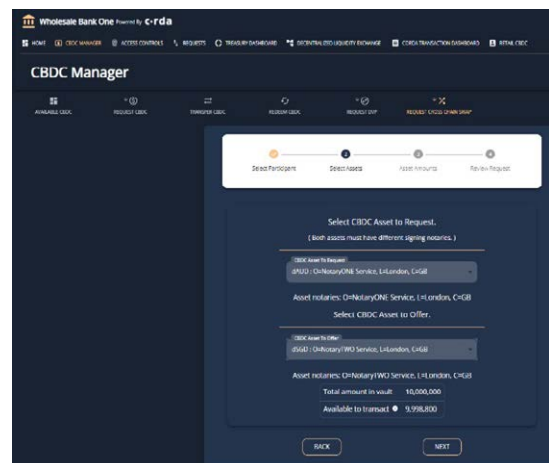 Wholesale Bank One Powered By c·rda
HOME CBDC MANAGER ACCESS CONTROLS REQUESTS TREASURY DASHBOARD DECENTRALIZED LIQUIDITY EXCHANGE CORDA TRANSACTION DASHBOARD RETAIL CBDC
CBDC Manager
AVAILABLE CBDC REQUEST CBDC TRANSFER CBDC REDEEM CBDC REQUEST DVP REQUEST CROSS CHAIN SWAP
2 3 4
Select Participant Select Assets Asset Amounts Review Request
Select CBDC Asset to Request.
( Both assets must have different signing notaries. )
CBDC Asset To Request
dAUD : O=NotaryONE Service, L=London, C=GB
Asset notaries: O=NotaryONE Service, L=London, C=GB
Select CBDC Asset to Offer.
CBDC Asset To Offer
dSGD : O=NotaryTWO Service, L=London, C=GB
Asset notaries: O=NotaryTWO Service, L=London, C=GB
Total amount in vault 10,000,000
Available to transact 9,998,800
BACK NEXT